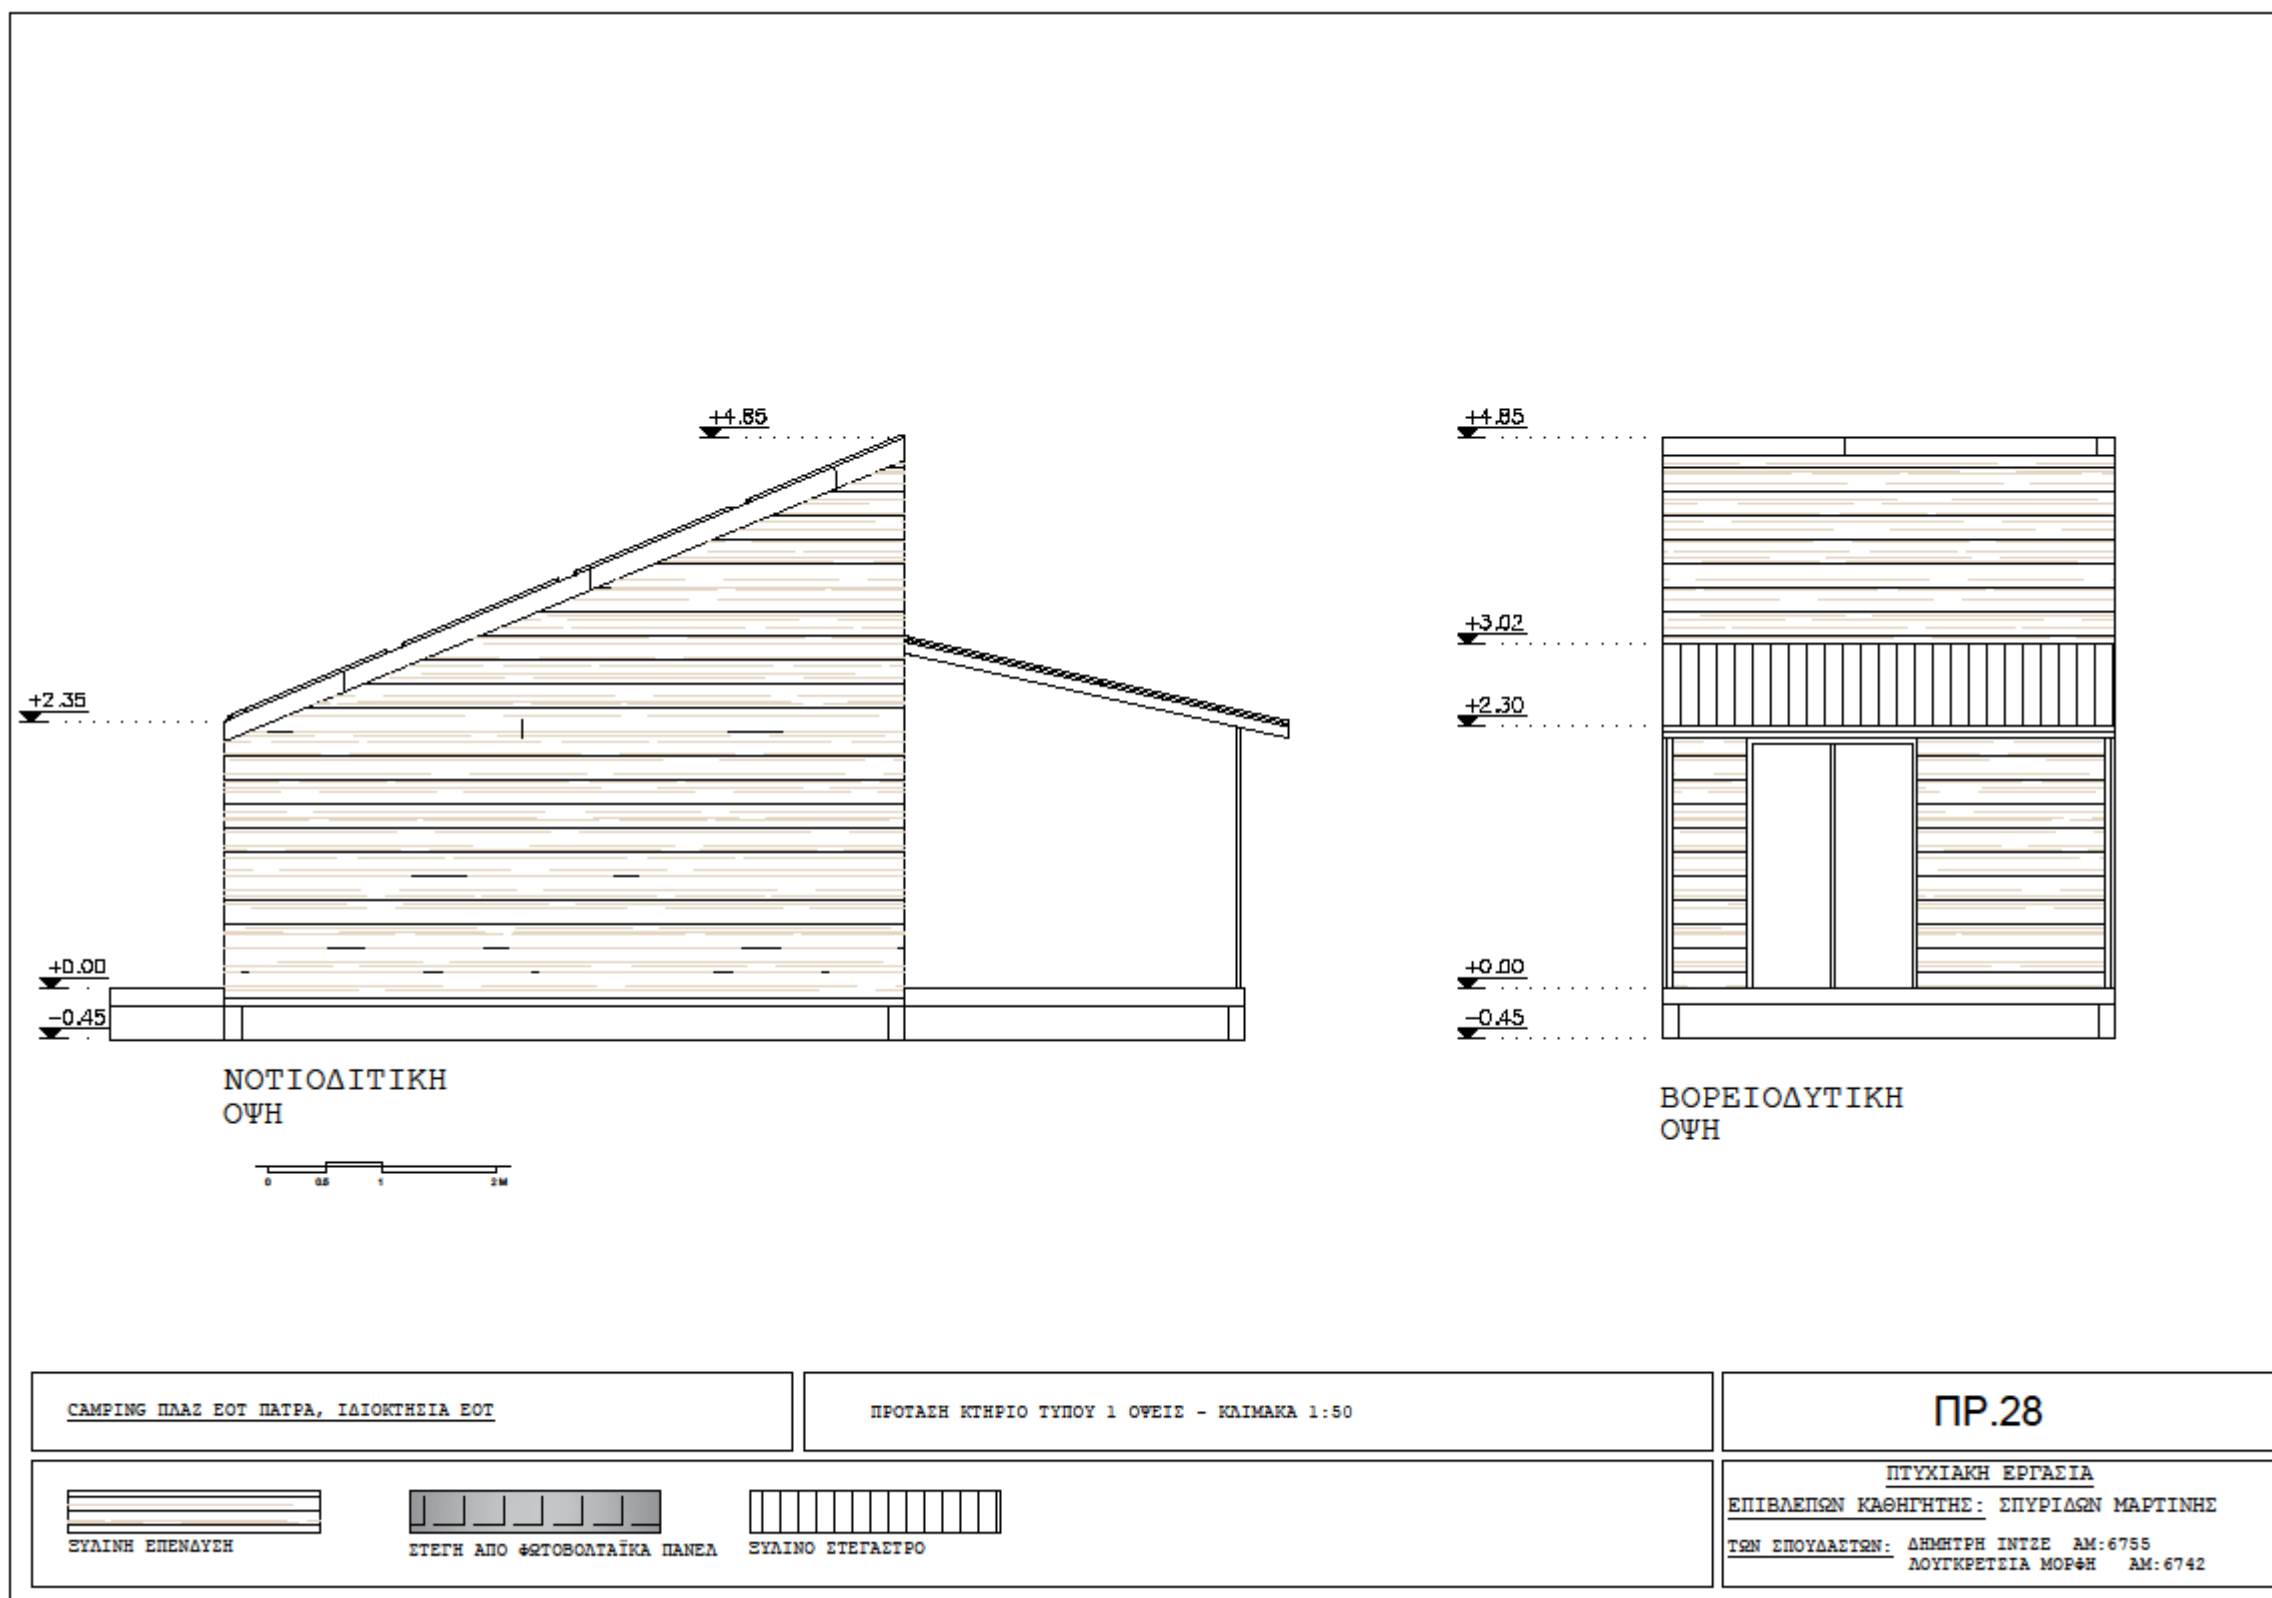 +4.85
+2.35
+0.00
-0.45
+4.85
+3.02
+2.30
+0.00
-0.45
ΝΟΤΙΟΔΙΤΙΚΗ
ΟΨΗ
ΒΟΡΕΙΟΔΥΤΙΚΗ
ΟΨΗ
0 0.5 1 2M
CAMPING ΠΛΑΖ ΕΟΤ ΠΑΤΡΑ, ΙΔΙΟΚΤΗΣΙΑ ΕΟΤ
ΠΡΟΤΑΣΗ ΚΤΗΡΙΟ ΤΥΠΟΥ 1 ΟΨΕΙΣ - ΚΛΙΜΑΚΑ 1:50
ΠΡ.28
ΞΥΛΙΝΗ ΕΠΕΝΔΥΣΗ
ΣΤΕΓΗ ΑΠΟ ΦΩΤΟΒΟΛΤΑΪΚΑ ΠΑΝΕΛ
ΞΥΛΙΝΟ ΣΤΕΓΑΣΤΡΟ
ΠΤΥΧΙΑΚΗ ΕΡΓΑΣΙΑ
ΕΠΙΒΛΕΠΩΝ ΚΑΘΗΓΗΤΗΣ: ΣΠΥΡΙΔΩΝ ΜΑΡΤΙΝΗΣ
ΤΩΝ ΣΠΟΥΔΑΣΤΩΝ: ΔΗΜΗΤΡΗ ΙΝΤΖΕ ΑΜ:6755
ΛΟΥΓΚΡΕΤΣΙΑ ΜΟΡΦΗ ΑΜ:6742